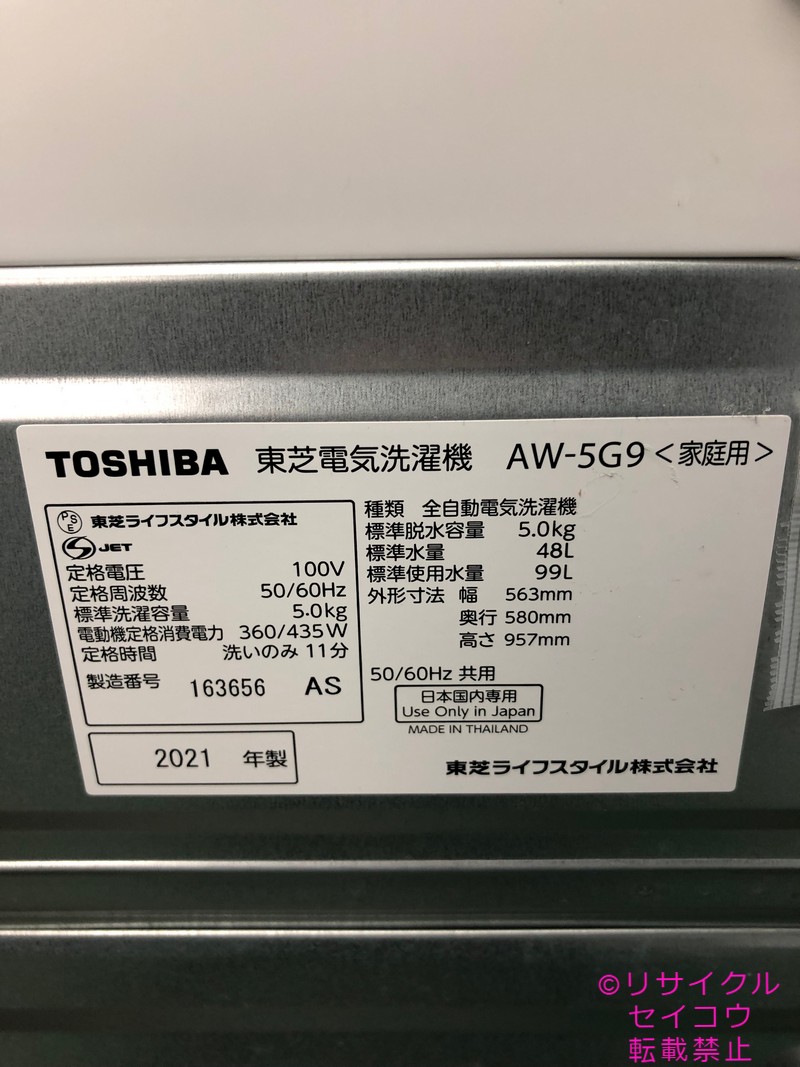 TOSHIBA 東芝電気洗濯機 AW-5G9<家庭用>
PSE 東芝ライフスタイル株式会社
S JET
定格電圧 100V
定格周波数 50/60Hz
標準洗濯容量 5.0kg
電動機定格消費電力 360/435W
定格時間 洗いのみ 11分
製造番号 163656 AS
2021 年製
種類 全自動電気洗濯機
標準脱水容量 5.0kg
標準水量 48L
標準使用水量 99L
外形寸法 幅 563mm
奥行 580mm
高さ 957mm
50/60Hz 共用
日本国内専用
Use Only in Japan
MADE IN THAILAND
東芝ライフスタイル株式会社
©リサイクル
セイコウ
転載禁止